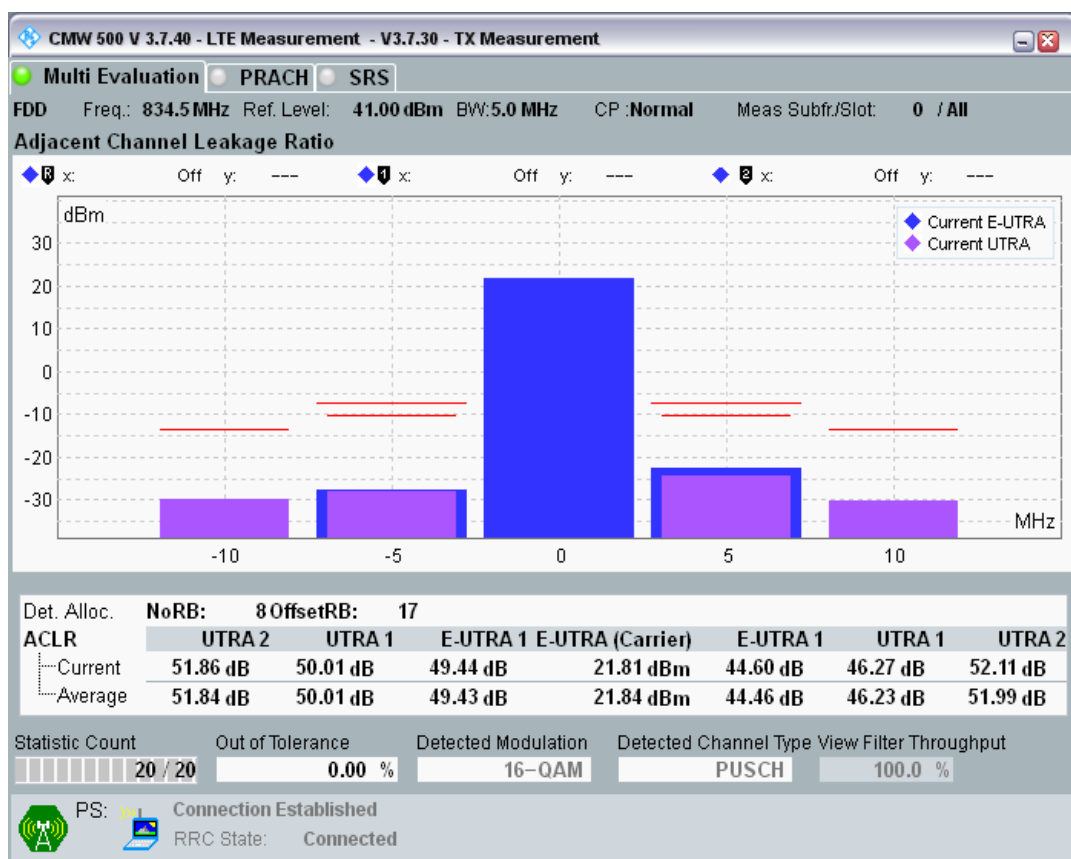 CMW 500 V 3.7.40 - LTE Measurement - V3.7.30 - TX Measurement
Multi Evaluation PRACH SRS
FDD Freq.: 834.5 MHz Ref. Level: 41.00 dBm BW:5.0 MHz CP :Normal Meas Subfr./Slot: 0 / All
Adjacent Channel Leakage Ratio
R x: Off y: --- 1 x: Off y: --- 2 x: Off y: ---
dBm
Current E-UTRA
Current UTRA
30
20
10
0
-10
-20
-30
MHz
-10 -5 0 5 10
Det. Alloc. NoRB: 8 OffsetRB: 17
ACLR UTRA 2 UTRA 1 E-UTRA 1 E-UTRA (Carrier) E-UTRA 1 UTRA 1 UTRA 2
Current 51.86 dB 50.01 dB 49.44 dB 21.81 dBm 44.60 dB 46.27 dB 52.11 dB
Average 51.84 dB 50.01 dB 49.43 dB 21.84 dBm 44.46 dB 46.23 dB 51.99 dB
Statistic Count Out of Tolerance Detected Modulation Detected Channel Type View Filter Throughput
20 / 20 0.00 % 16-QAM PUSCH 100.0 %
PS: Connection Established
RRC State: Connected